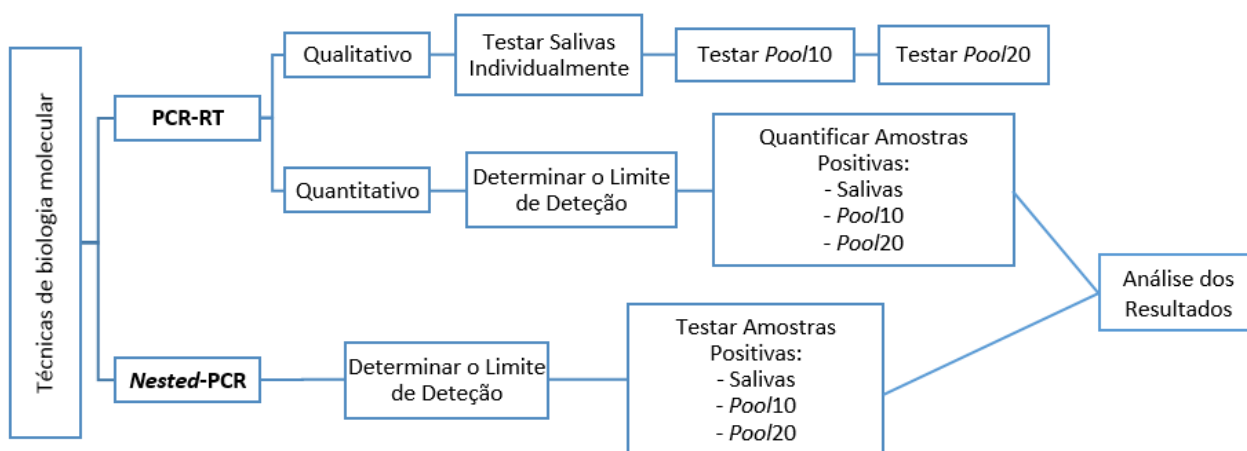 Técnicas de biologia molecular
PCR-RT
Qualitativo
Testar Salivas
Individualmente
Testar Pool10
Testar Pool20
Quantitativo
Determinar o Limite
de Deteção
Quantificar Amostras
Positivas:
- Salivas
- Pool10
- Pool20
Nested-PCR
Determinar o Limite
de Deteção
Testar Amostras
Positivas:
- Salivas
- Pool10
- Pool20
Análise dos
Resultados